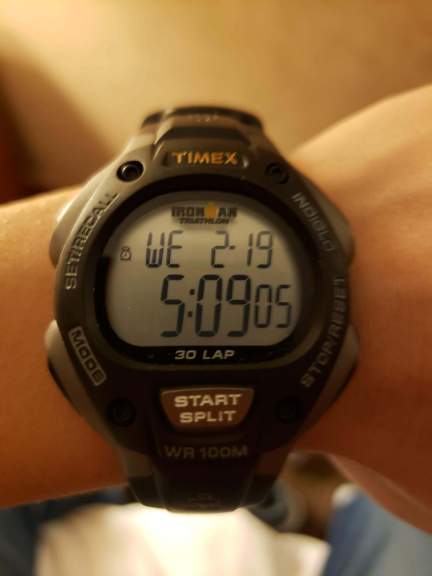 TIMEX
IRONMAN
TRIATHLON
SET/RECALL
INDIGLO
WE 2-19
5:09 05
MODE
STOP/RESET
30 LAP
START
SPLIT
WR 100M